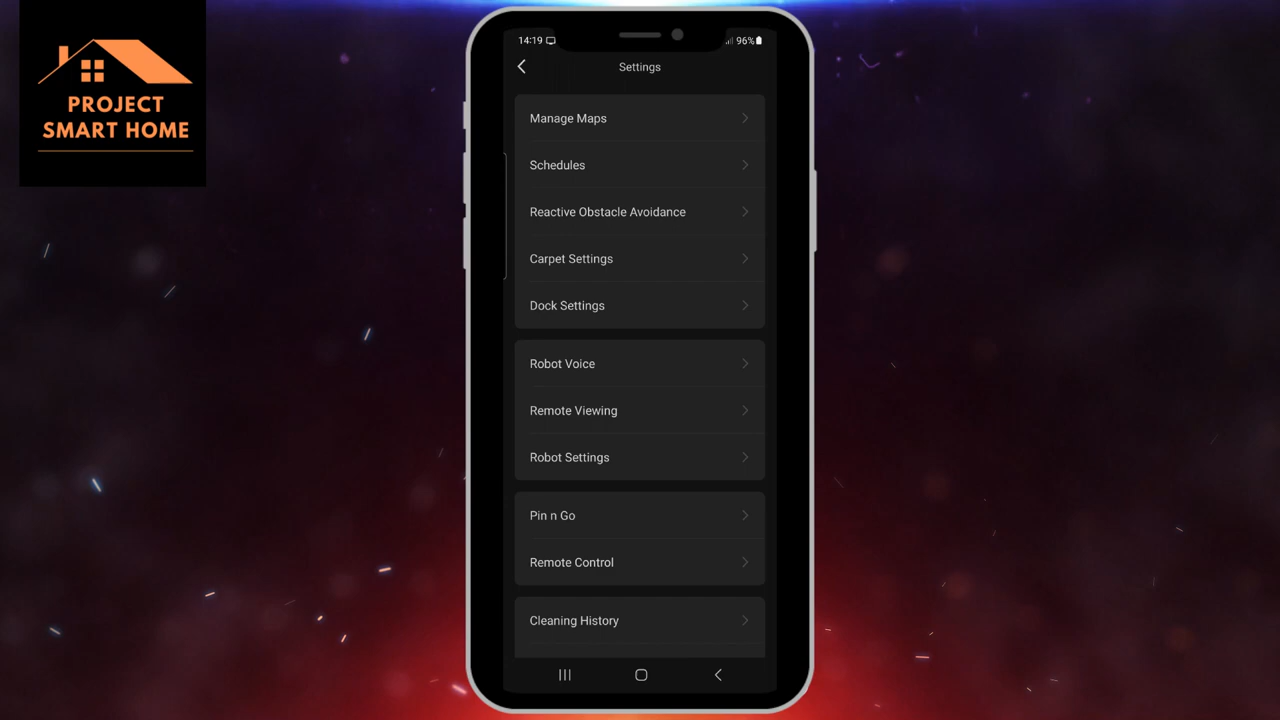 PROJECT
SMART HOME
14:19
96%
Settings
Manage Maps
Schedules
Reactive Obstacle Avoidance
Carpet Settings
Dock Settings
Robot Voice
Remote Viewing
Robot Settings
Pin n Go
Remote Control
Cleaning History